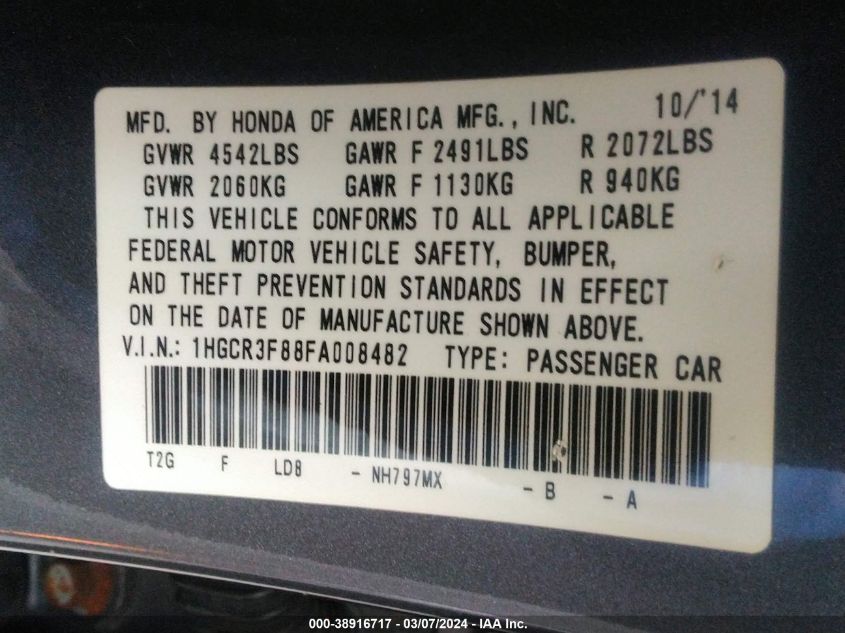 MFD. BY HONDA OF AMERICA MFG., INC. 10/'14
GVWR 4542LBS GAWR F 2491LBS R 2072LBS
GVWR 2060KG GAWR F 1130KG R 940KG
THIS VEHICLE CONFORMS TO ALL APPLICABLE
FEDERAL MOTOR VEHICLE SAFETY, BUMPER,
AND THEFT PREVENTION STANDARDS IN EFFECT
ON THE DATE OF MANUFACTURE SHOWN ABOVE.
V.I.N.: 1HGCR3F88FA008482 TYPE: PASSENGER CAR
T2G F LD8 - NH797MX - B - A
000-38916717 - 03/07/2024 - IAA Inc.